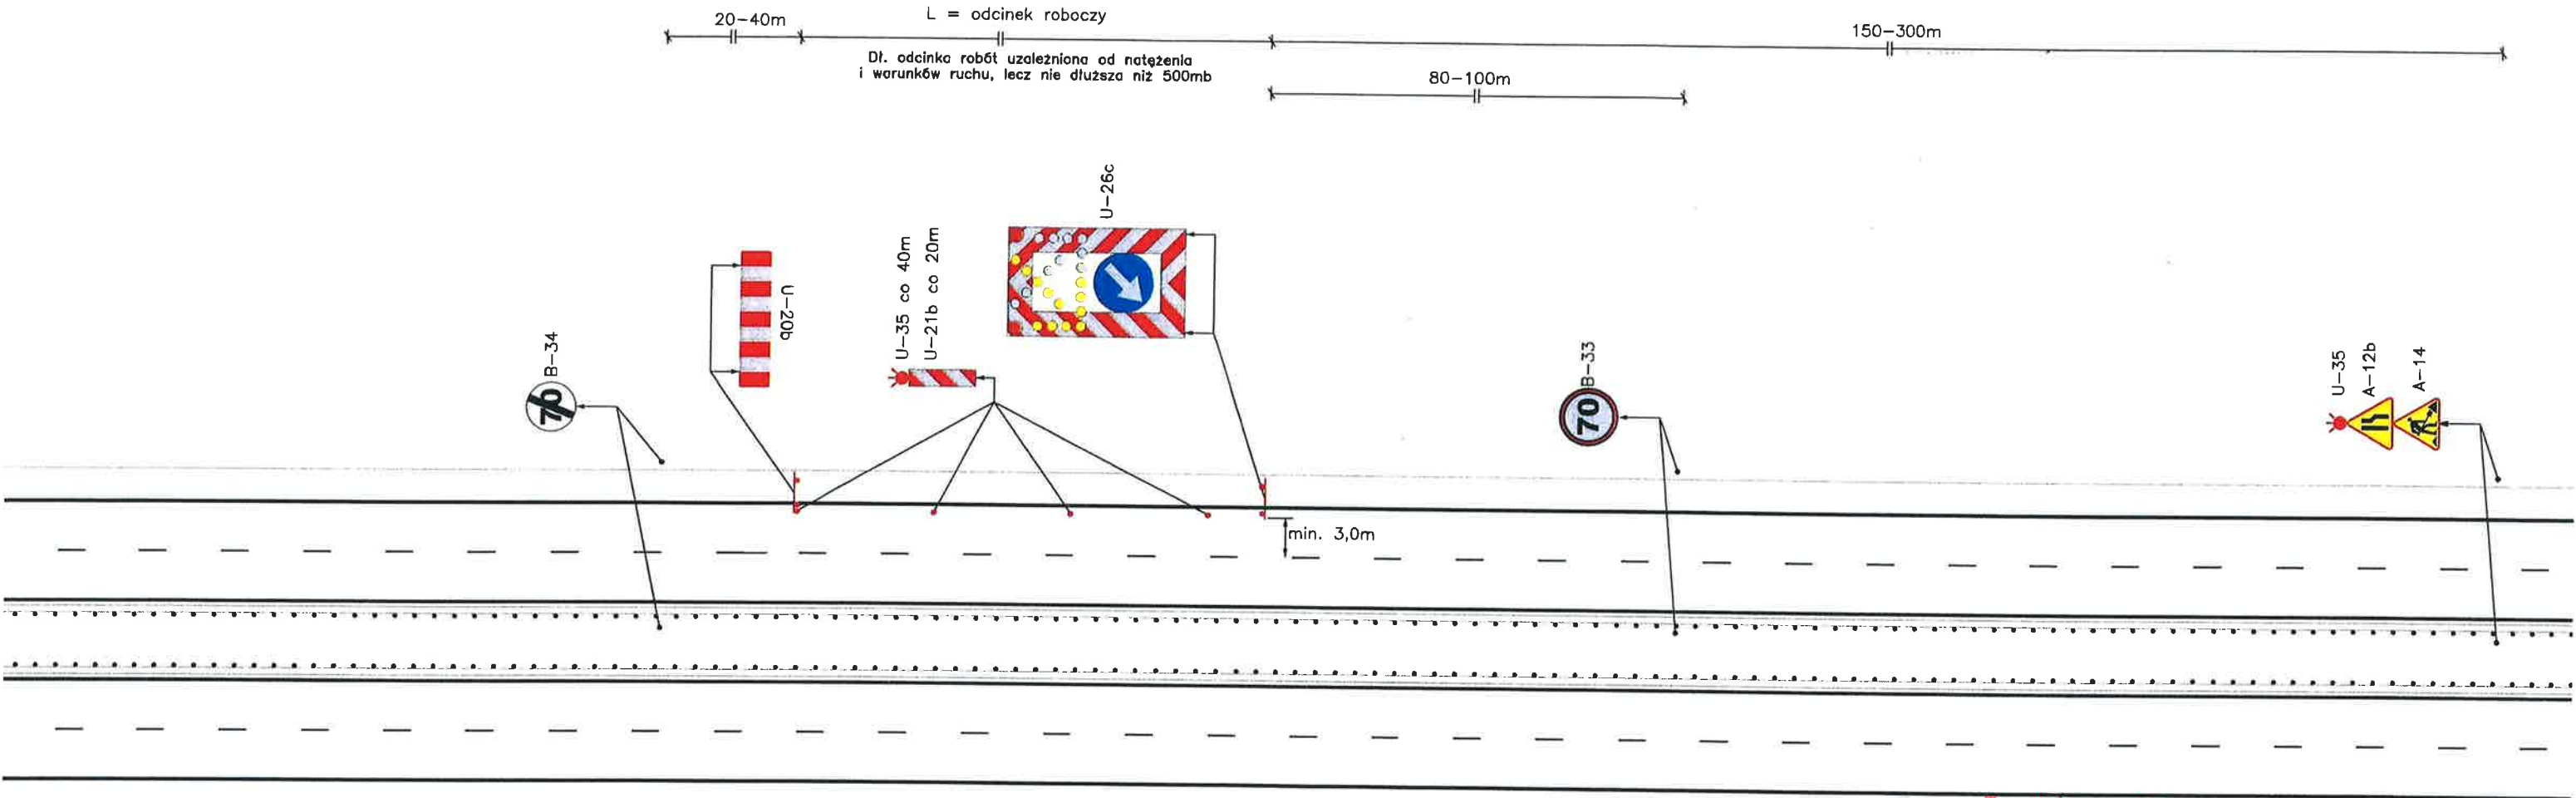 20-40m
L = odcinek roboczy
Dł. odcinka robót uzależniona od natężenia
i warunków ruchu, lecz nie dłuższa niż 500mb
150-300m
80-100m
B-34
70
U-20b
U-35 co 40m
U-21b co 20m
U-26c
min. 3,0m
B-33
70
U-35
A-12b
A-14